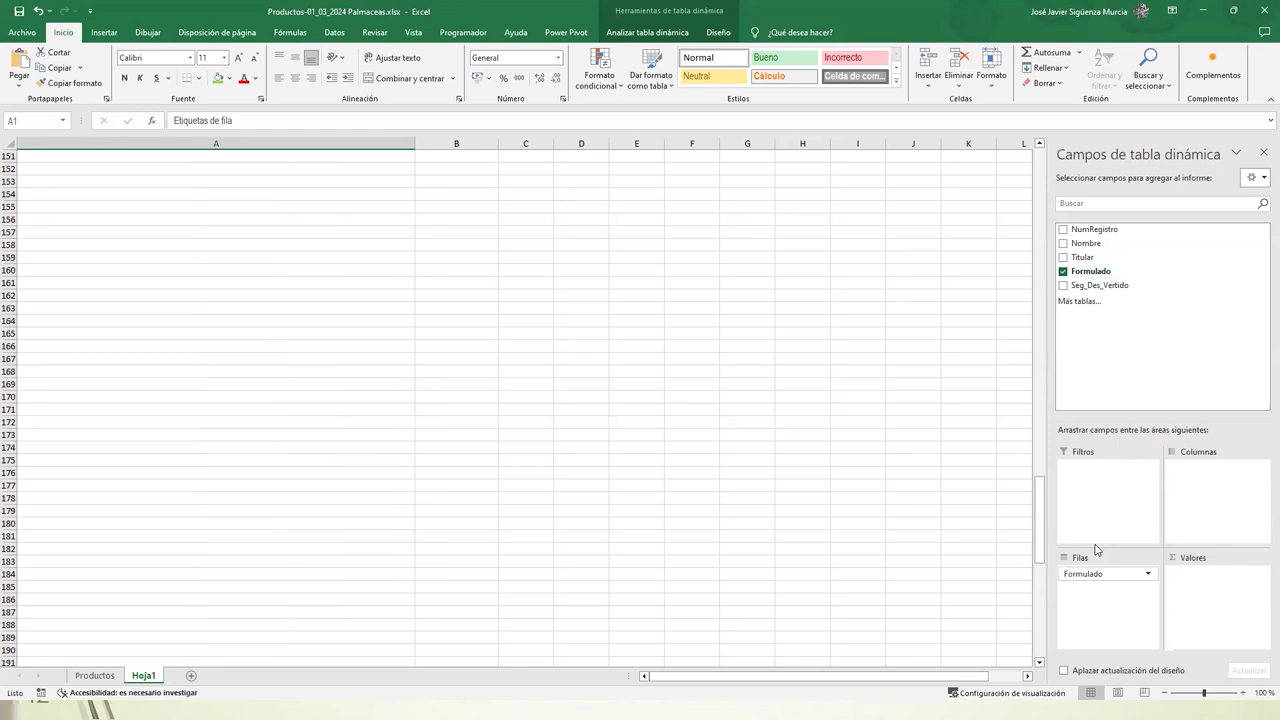 Productos-01_03_2024 Palmaceas.xlsx - Excel
Herramientas de tabla dinámica
José Javier Sigüenza Murcia
Archivo Inicio Insertar Dibujar Disposición de página Fórmulas Datos Revisar Vista Programador Ayuda Power Pivot Analizar tabla dinámica Diseño ¿Qué desea hacer?
Pegar
Cortar
Copiar
Copiar formato
Portapapeles
Calibri 11
N K S
Fuente
Ajustar texto
Combinar y centrar
Alineación
General
% 000
Número
Formato condicional
Dar formato como tabla
Normal Bueno Incorrecto
Neutral Cálculo Celda de com...
Estilos
Insertar Eliminar Formato
Celdas
Autosuma
Rellenar
Borrar
Ordenar y filtrar
Buscar y seleccionar
Edición
Complementos
Complementos
A1 fx Etiquetas de fila
A B C D E F G H I J K L
151
152
153
154
155
156
157
158
159
160
161
162
163
164
165
166
167
168
169
170
171
172
173
174
175
176
177
178
179
180
181
182
183
184
185
186
187
188
189
190
191
Campos de tabla dinámica
Seleccionar campos para agregar al informe:
Buscar
NumRegistro
Nombre
Titular
Formulado
Seg_Des_Vertido
Más tablas...
Arrastrar campos entre las áreas siguientes:
Filtros Columnas
Filas Σ Valores
Formulado
Aplazar actualización del diseño Actualizar
Productos Hoja1
Listo Accesibilidad: es necesario investigar Configuración de visualización 100 %